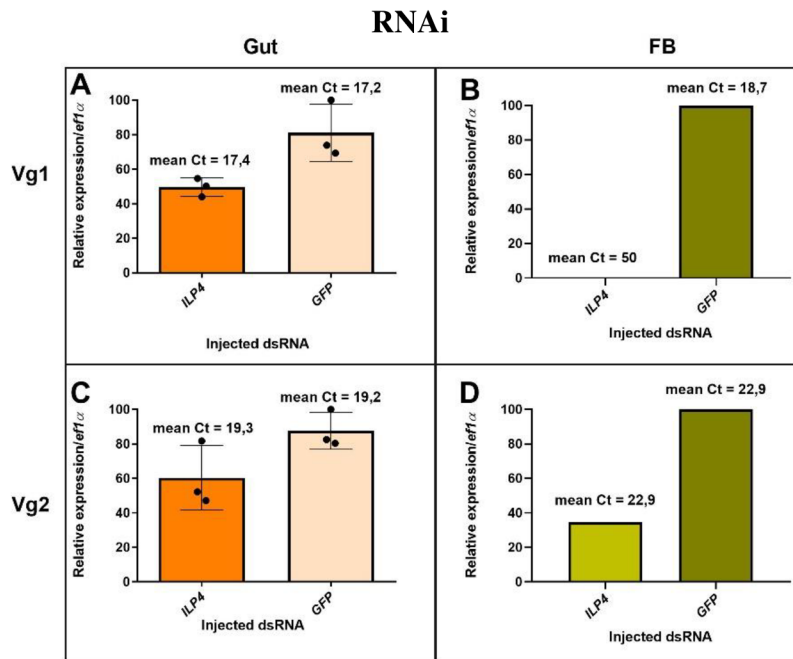 RNAi
Gut
FB
Vg1
A
mean Ct = 17,2
mean Ct = 17,4
Relative expression/ef1α
100
80
60
40
20
0
ILP4
GFP
Injected dsRNA
B
mean Ct = 18,7
mean Ct = 50
Relative expression/ef1α
100
80
60
40
20
0
ILP4
GFP
Injected dsRNA
Vg2
C
mean Ct = 19,2
mean Ct = 19,3
Relative expression/ef1α
100
80
60
40
20
0
ILP4
GFP
Injected dsRNA
D
mean Ct = 22,9
mean Ct = 22,9
Relative expression/ef1α
100
80
60
40
20
0
ILP4
GFP
Injected dsRNA